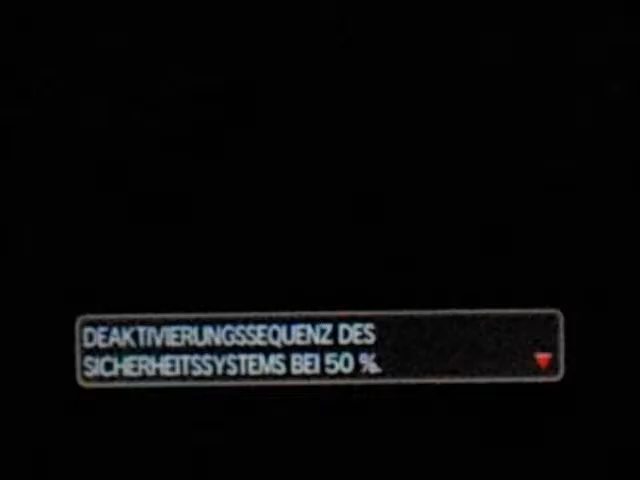 DEAKTIVIERUNGSSEQUENZ DES
SICHERHEITSSYSTEMS BEI 50 %.